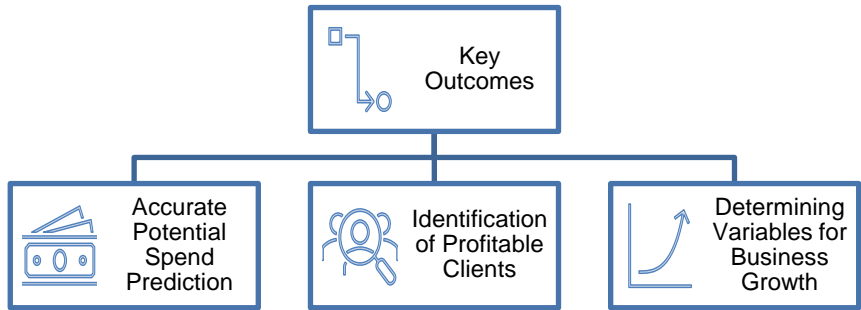 Key
Outcomes
Accurate
Potential
Spend
Prediction
Identification
of Profitable
Clients
Determining
Variables for
Business
Growth